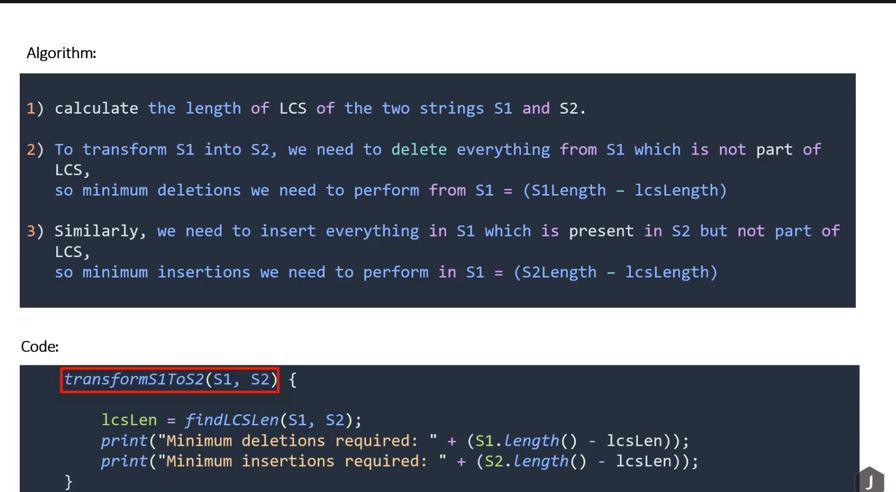 Algorithm:
1) calculate the length of LCS of the two strings S1 and S2.
2) To transform S1 into S2, we need to delete everything from S1 which is not part of
LCS,
so minimum deletions we need to perform from S1 = (S1Length – lcsLength)
3) Similarly, we need to insert everything in S1 which is present in S2 but not part of
LCS,
so minimum insertions we need to perform in S1 = (S2Length – lcsLength)
Code:
transformS1ToS2(S1, S2) {
lcsLen = findLCSLen(S1, S2);
print("Minimum deletions required: " + (S1.length() - lcsLen));
print("Minimum insertions required: " + (S2.length() - lcsLen));
}
J